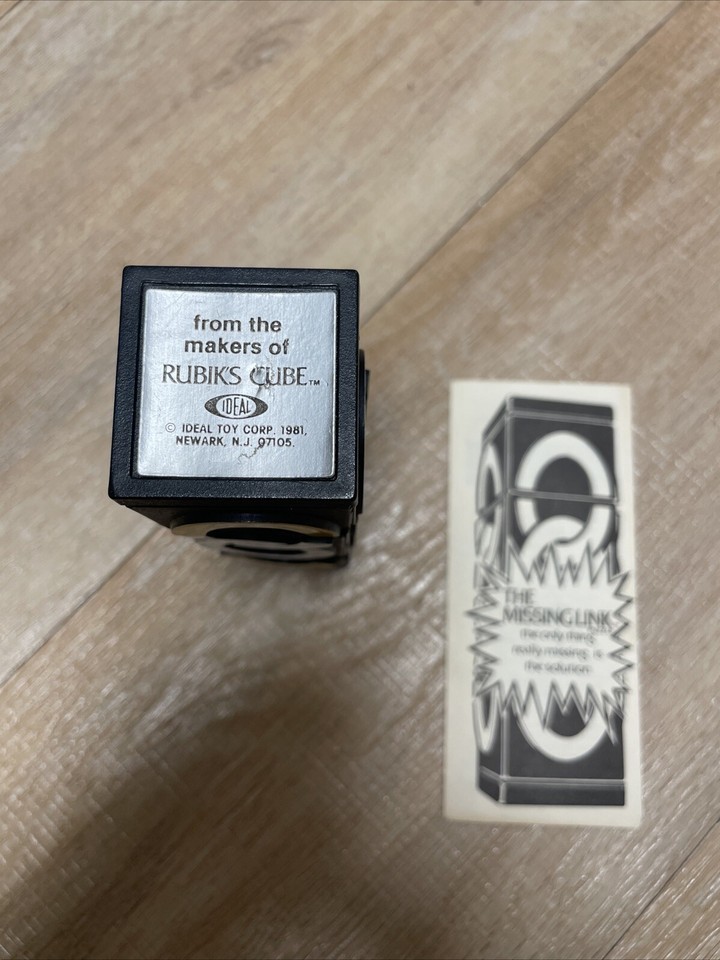 from the
makers of
RUBIK'S CUBE™
IDEAL
© IDEAL TOY CORP. 1981,
NEWARK, N.J. 07105.
THE
MISSING LINK
the only thing
really missing is
the solution